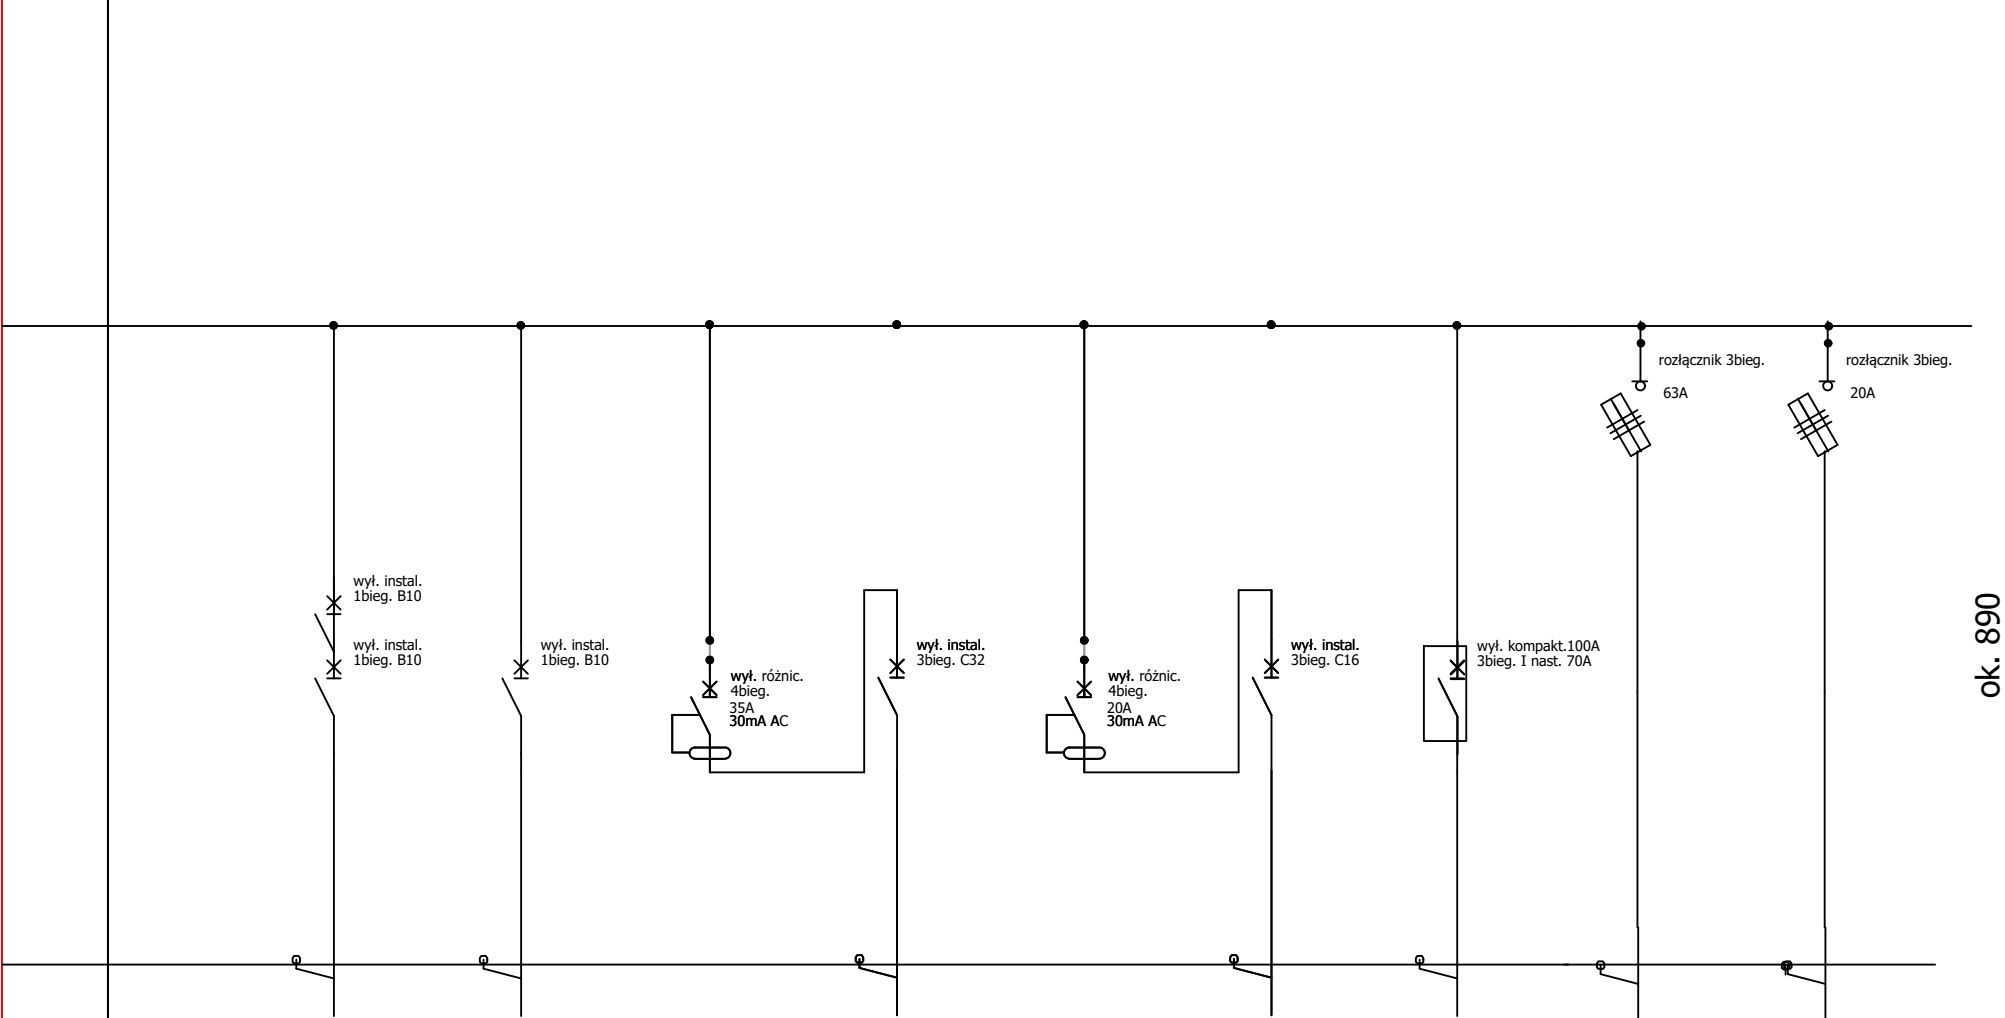 rozłącznik 3bieg.
63A
rozłącznik 3bieg.
20A
wył. instal.
1bieg. B10
wył. instal.
1bieg. B10
wył. instal.
1bieg. B10
wył. różnic.
4bieg.
35A
30mA AC
wył. instal.
3bieg. C32
wył. różnic.
4bieg.
20A
30mA AC
wył. instal.
3bieg. C16
wył. kompakt.100A
3bieg. I nast. 70A
ok. 890